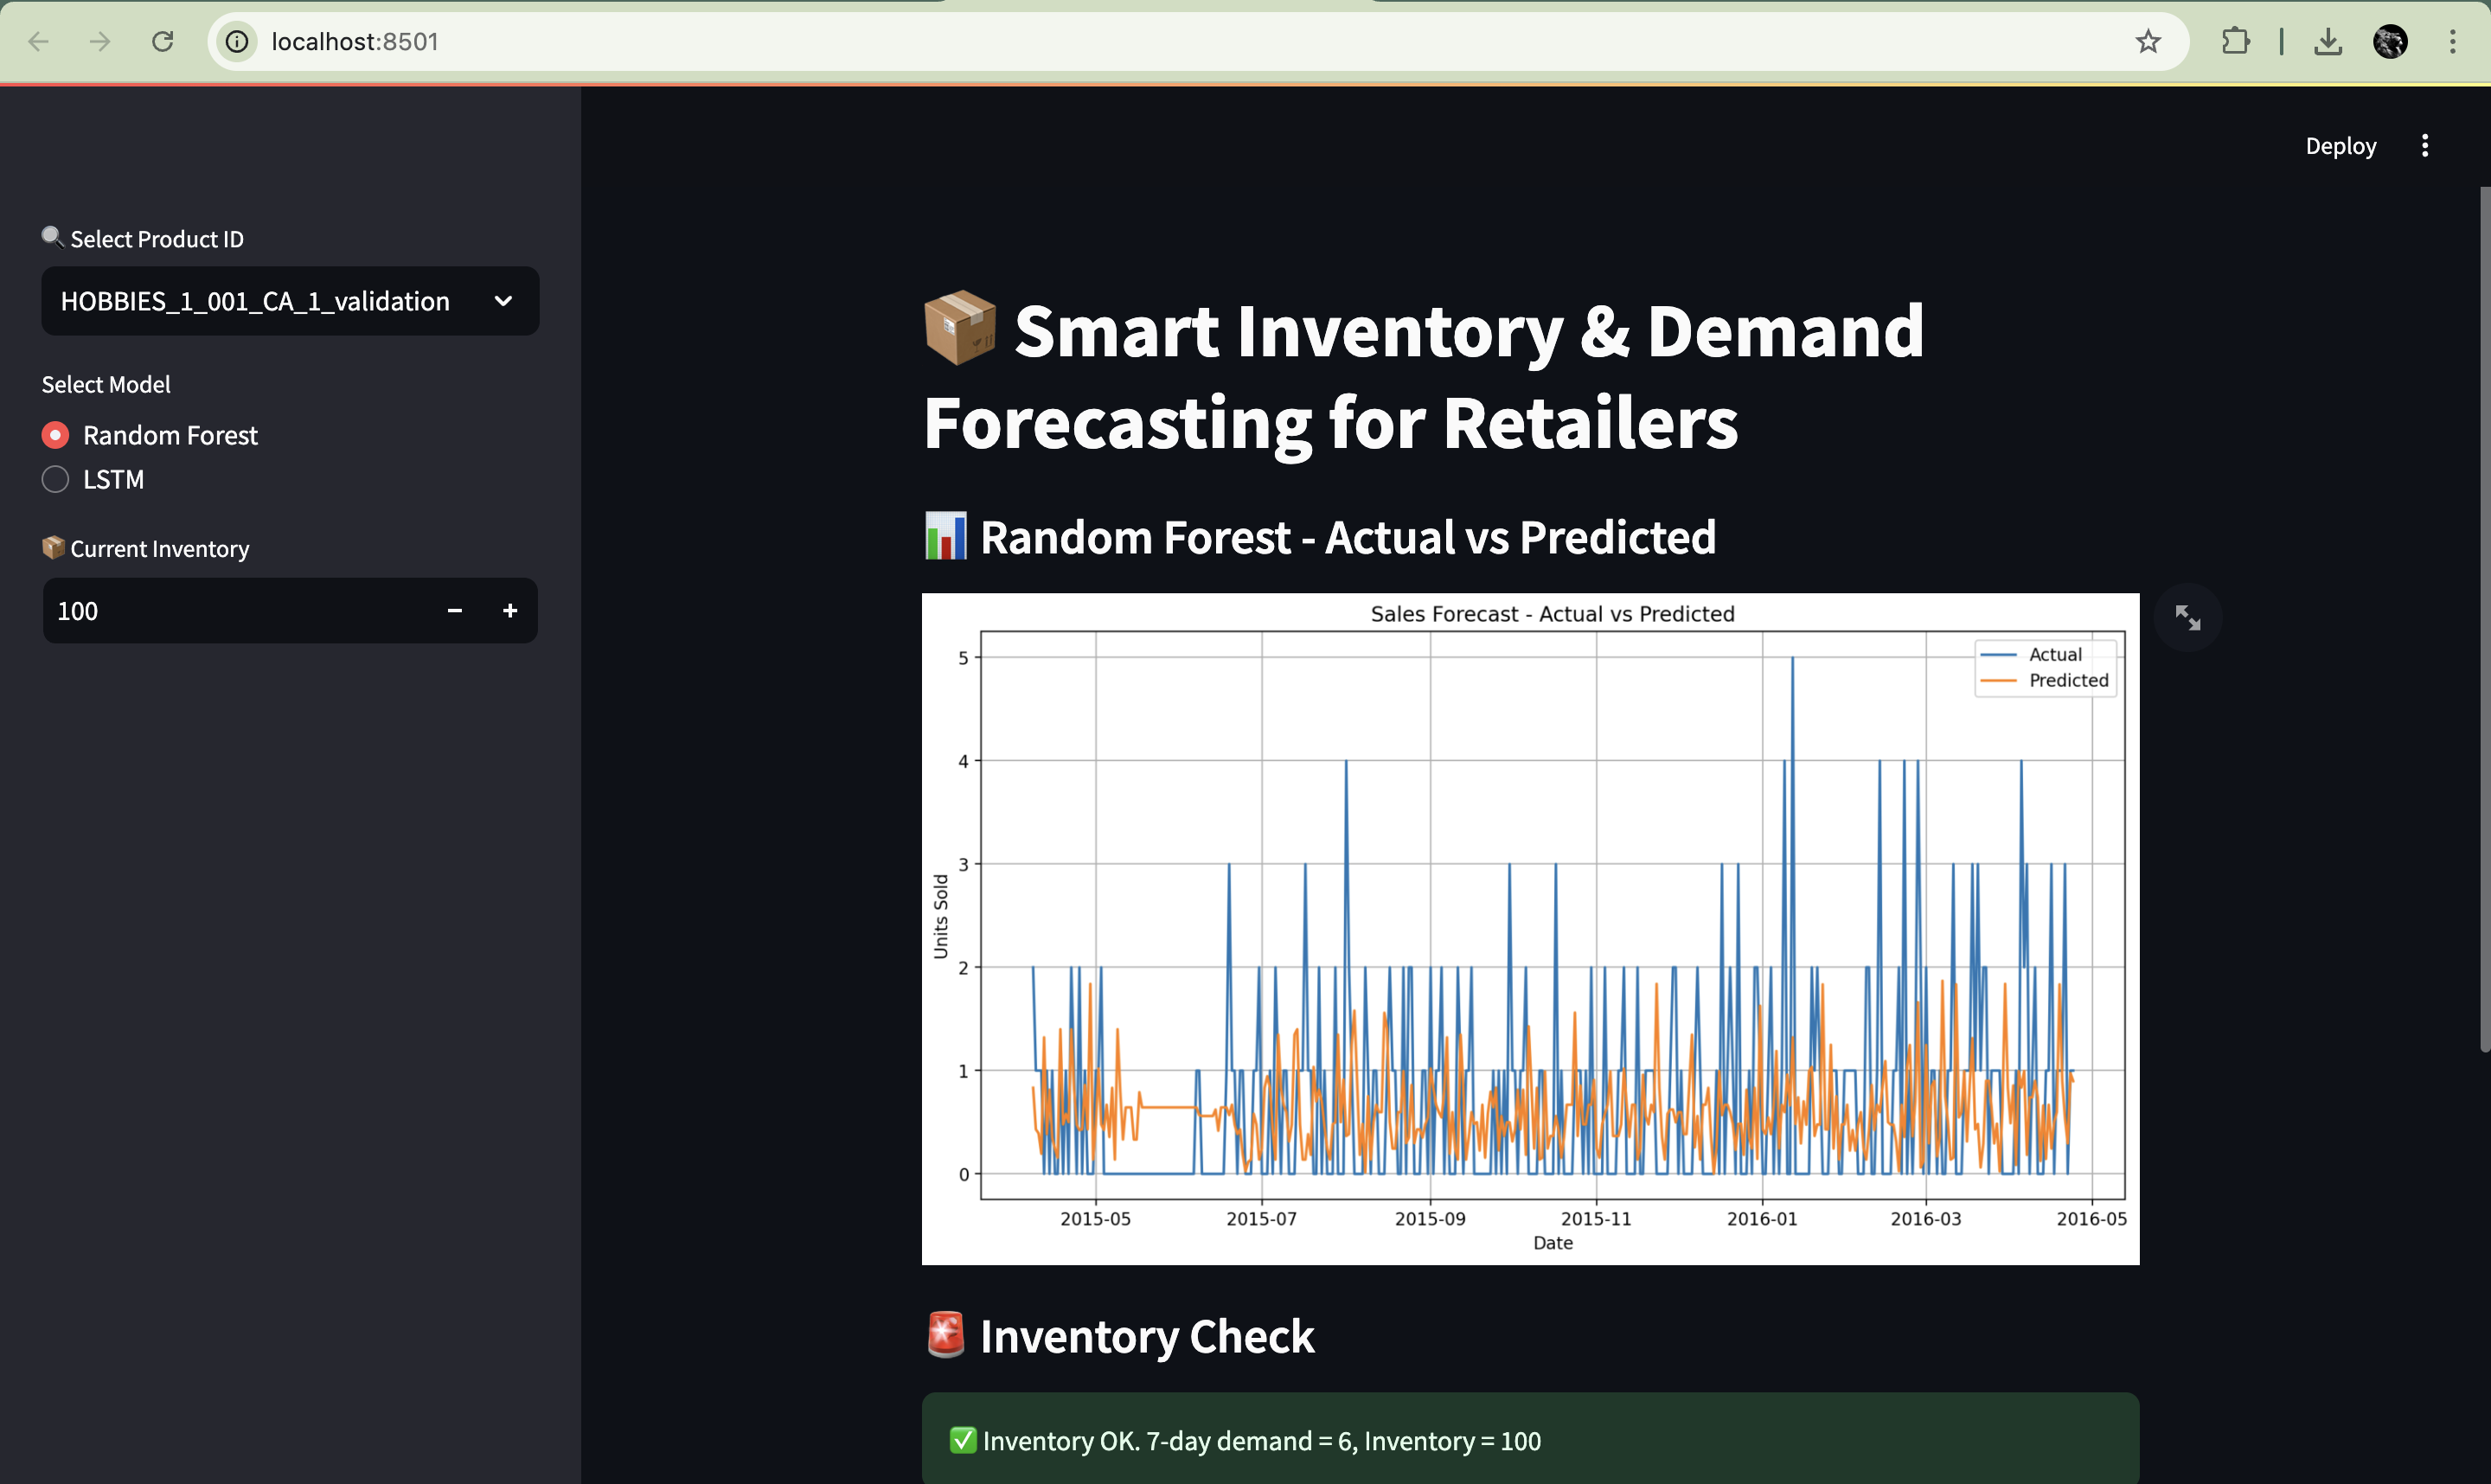 localhost:8501
Deploy
Select Product ID
HOBBIES_1_001_CA_1_validation
Select Model
Random Forest
LSTM
Current Inventory
100
Smart Inventory & Demand
Forecasting for Retailers
Random Forest - Actual vs Predicted
Sales Forecast - Actual vs Predicted
Actual
Predicted
5
4
3
2
1
0
Units Sold
2015-05 2015-07 2015-09 2015-11 2016-01 2016-03 2016-05
Date
Inventory Check
Inventory OK. 7-day demand = 6, Inventory = 100